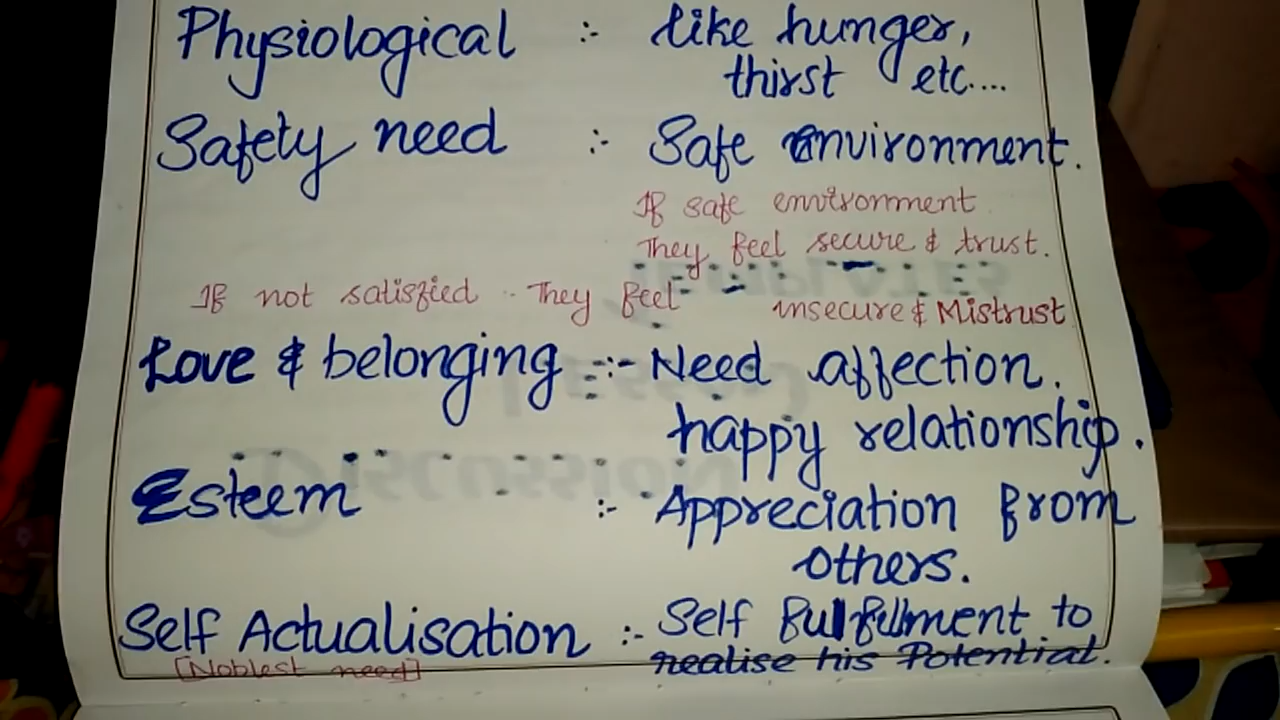 Physiological :- like hunger,
thirst etc....
Safety need :- Safe Environment.
If safe environment
They feel secure & trust.
If not satisfied They feel insecure & Mistrust
Love & belonging :- Need affection.
happy relationship.
Esteem :- Appreciation from
others.
Self Actualisation :- Self fullfillment to
[Noblest need] realise his Potential.